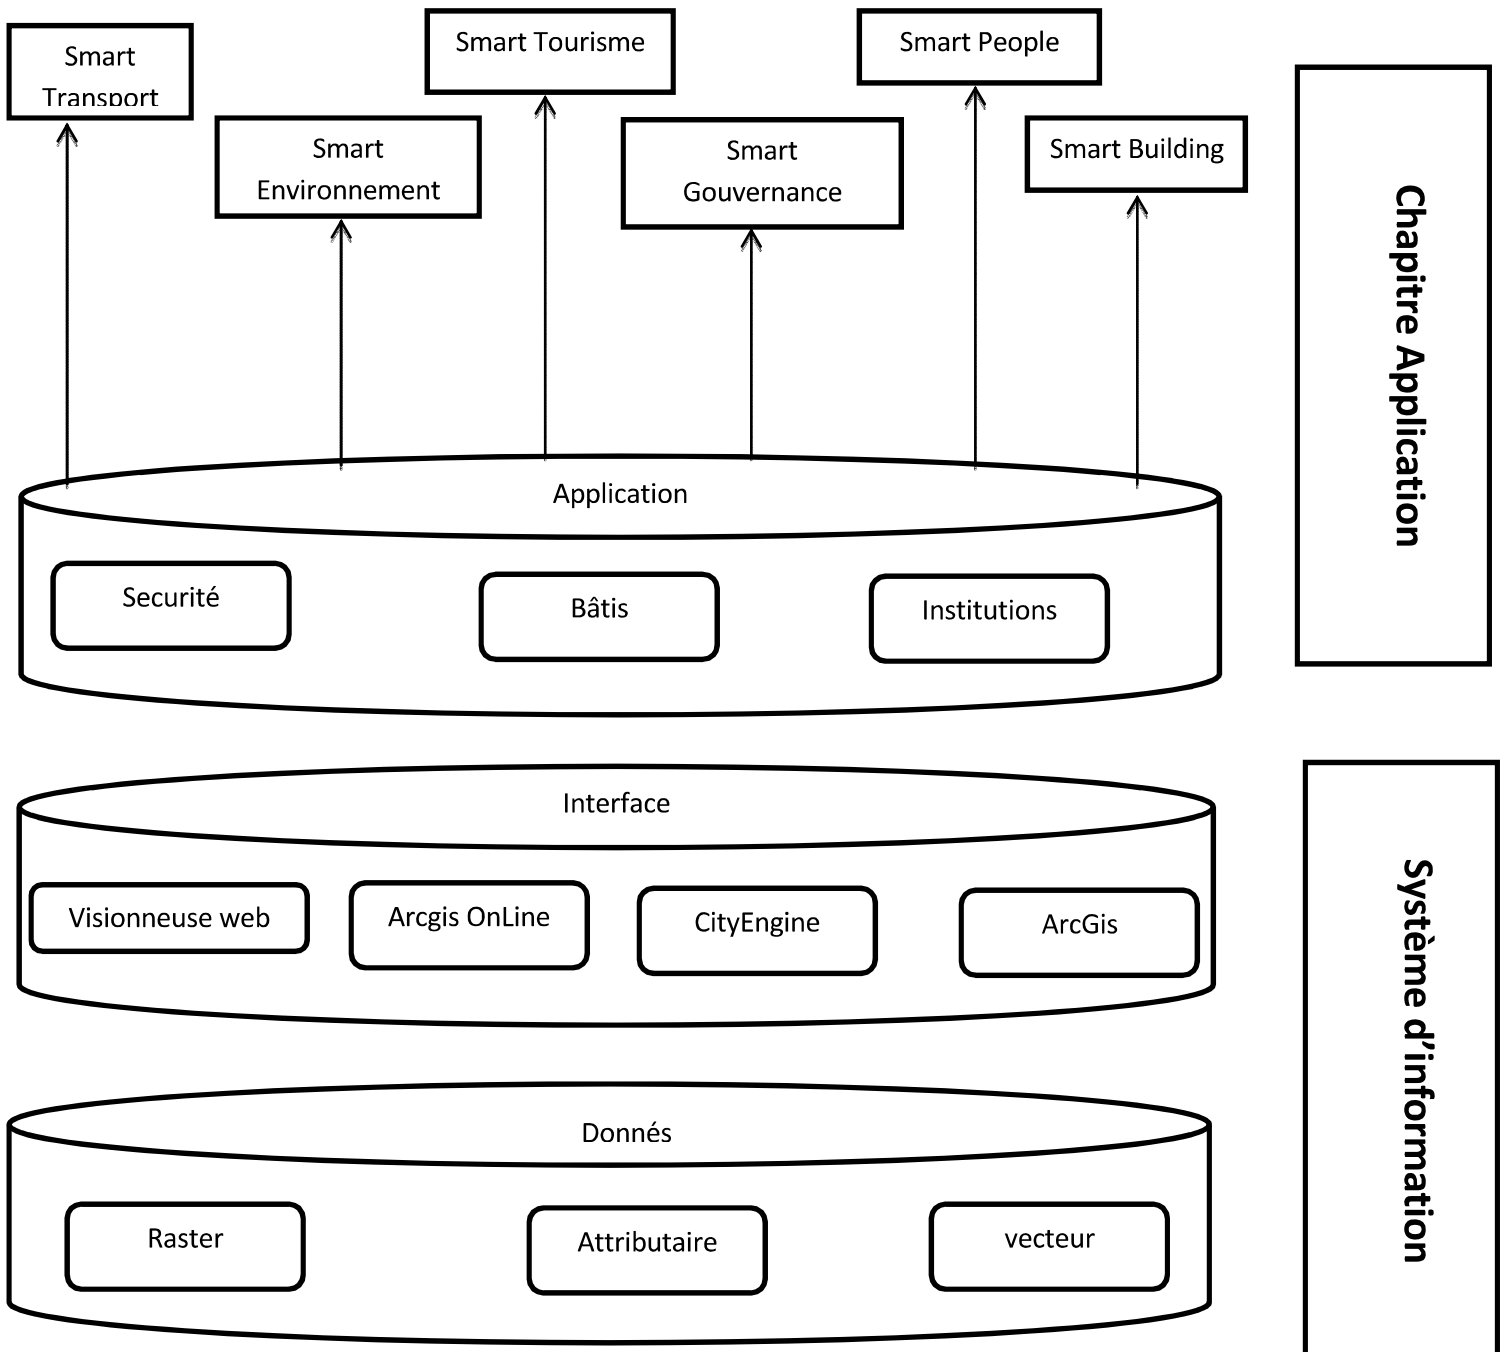 Smart
Transport
Smart Tourisme
Smart People
Smart
Environnement
Smart
Gouvernance
Smart Building
Chapitre Application
Application
Securité
Bâtis
Institutions
Interface
Visionneuse web
Arcgis OnLine
CityEngine
ArcGis
Système d'information
Donnés
Raster
Attributaire
vecteur